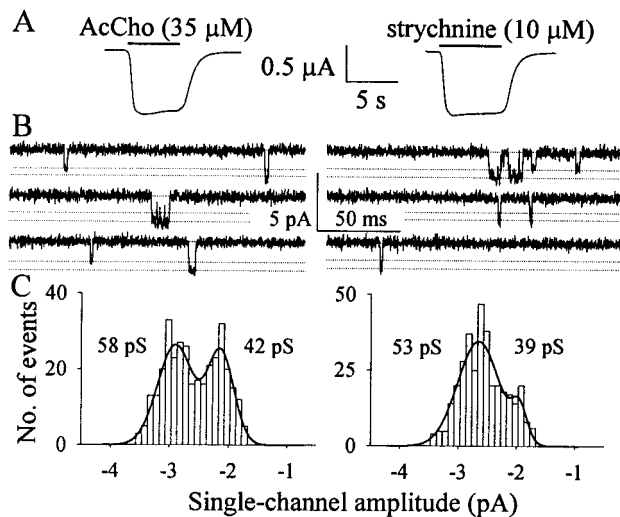 A
AcCho (35 μM)
strychnine (10 μM)
0.5 μA
5 s
B
5 pA
50 ms
C
No. of events
40
20
0
58 pS
42 pS
-4
-3
-2
-1
50
25
0
53 pS
39 pS
-4
-3
-2
-1
Single-channel amplitude (pA)